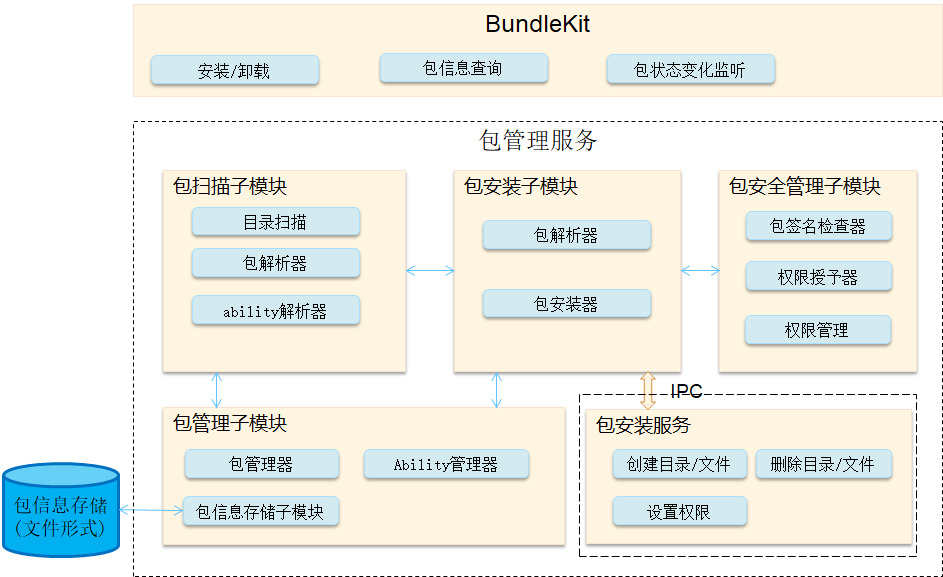 BundleKit
安装/卸载
包信息查询
包状态变化监听
包管理服务
包扫描子模块
目录扫描
包解析器
ability解析器
包安装子模块
包解析器
包安装器
包安全管理子模块
包签名检查器
权限授予器
权限管理
IPC
包管理子模块
包管理器
Ability管理器
包信息存储子模块
包安装服务
创建目录/文件
删除目录/文件
设置权限
包信息存储
(文件形式)